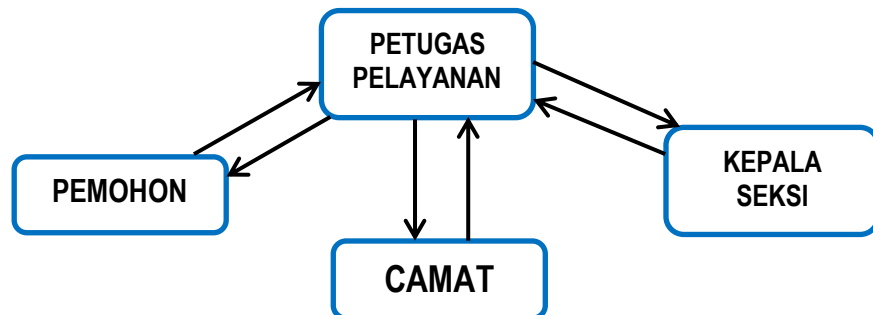 PETUGAS
PELAYANAN
PEMOHON
KEPALA
SEKSI
CAMAT